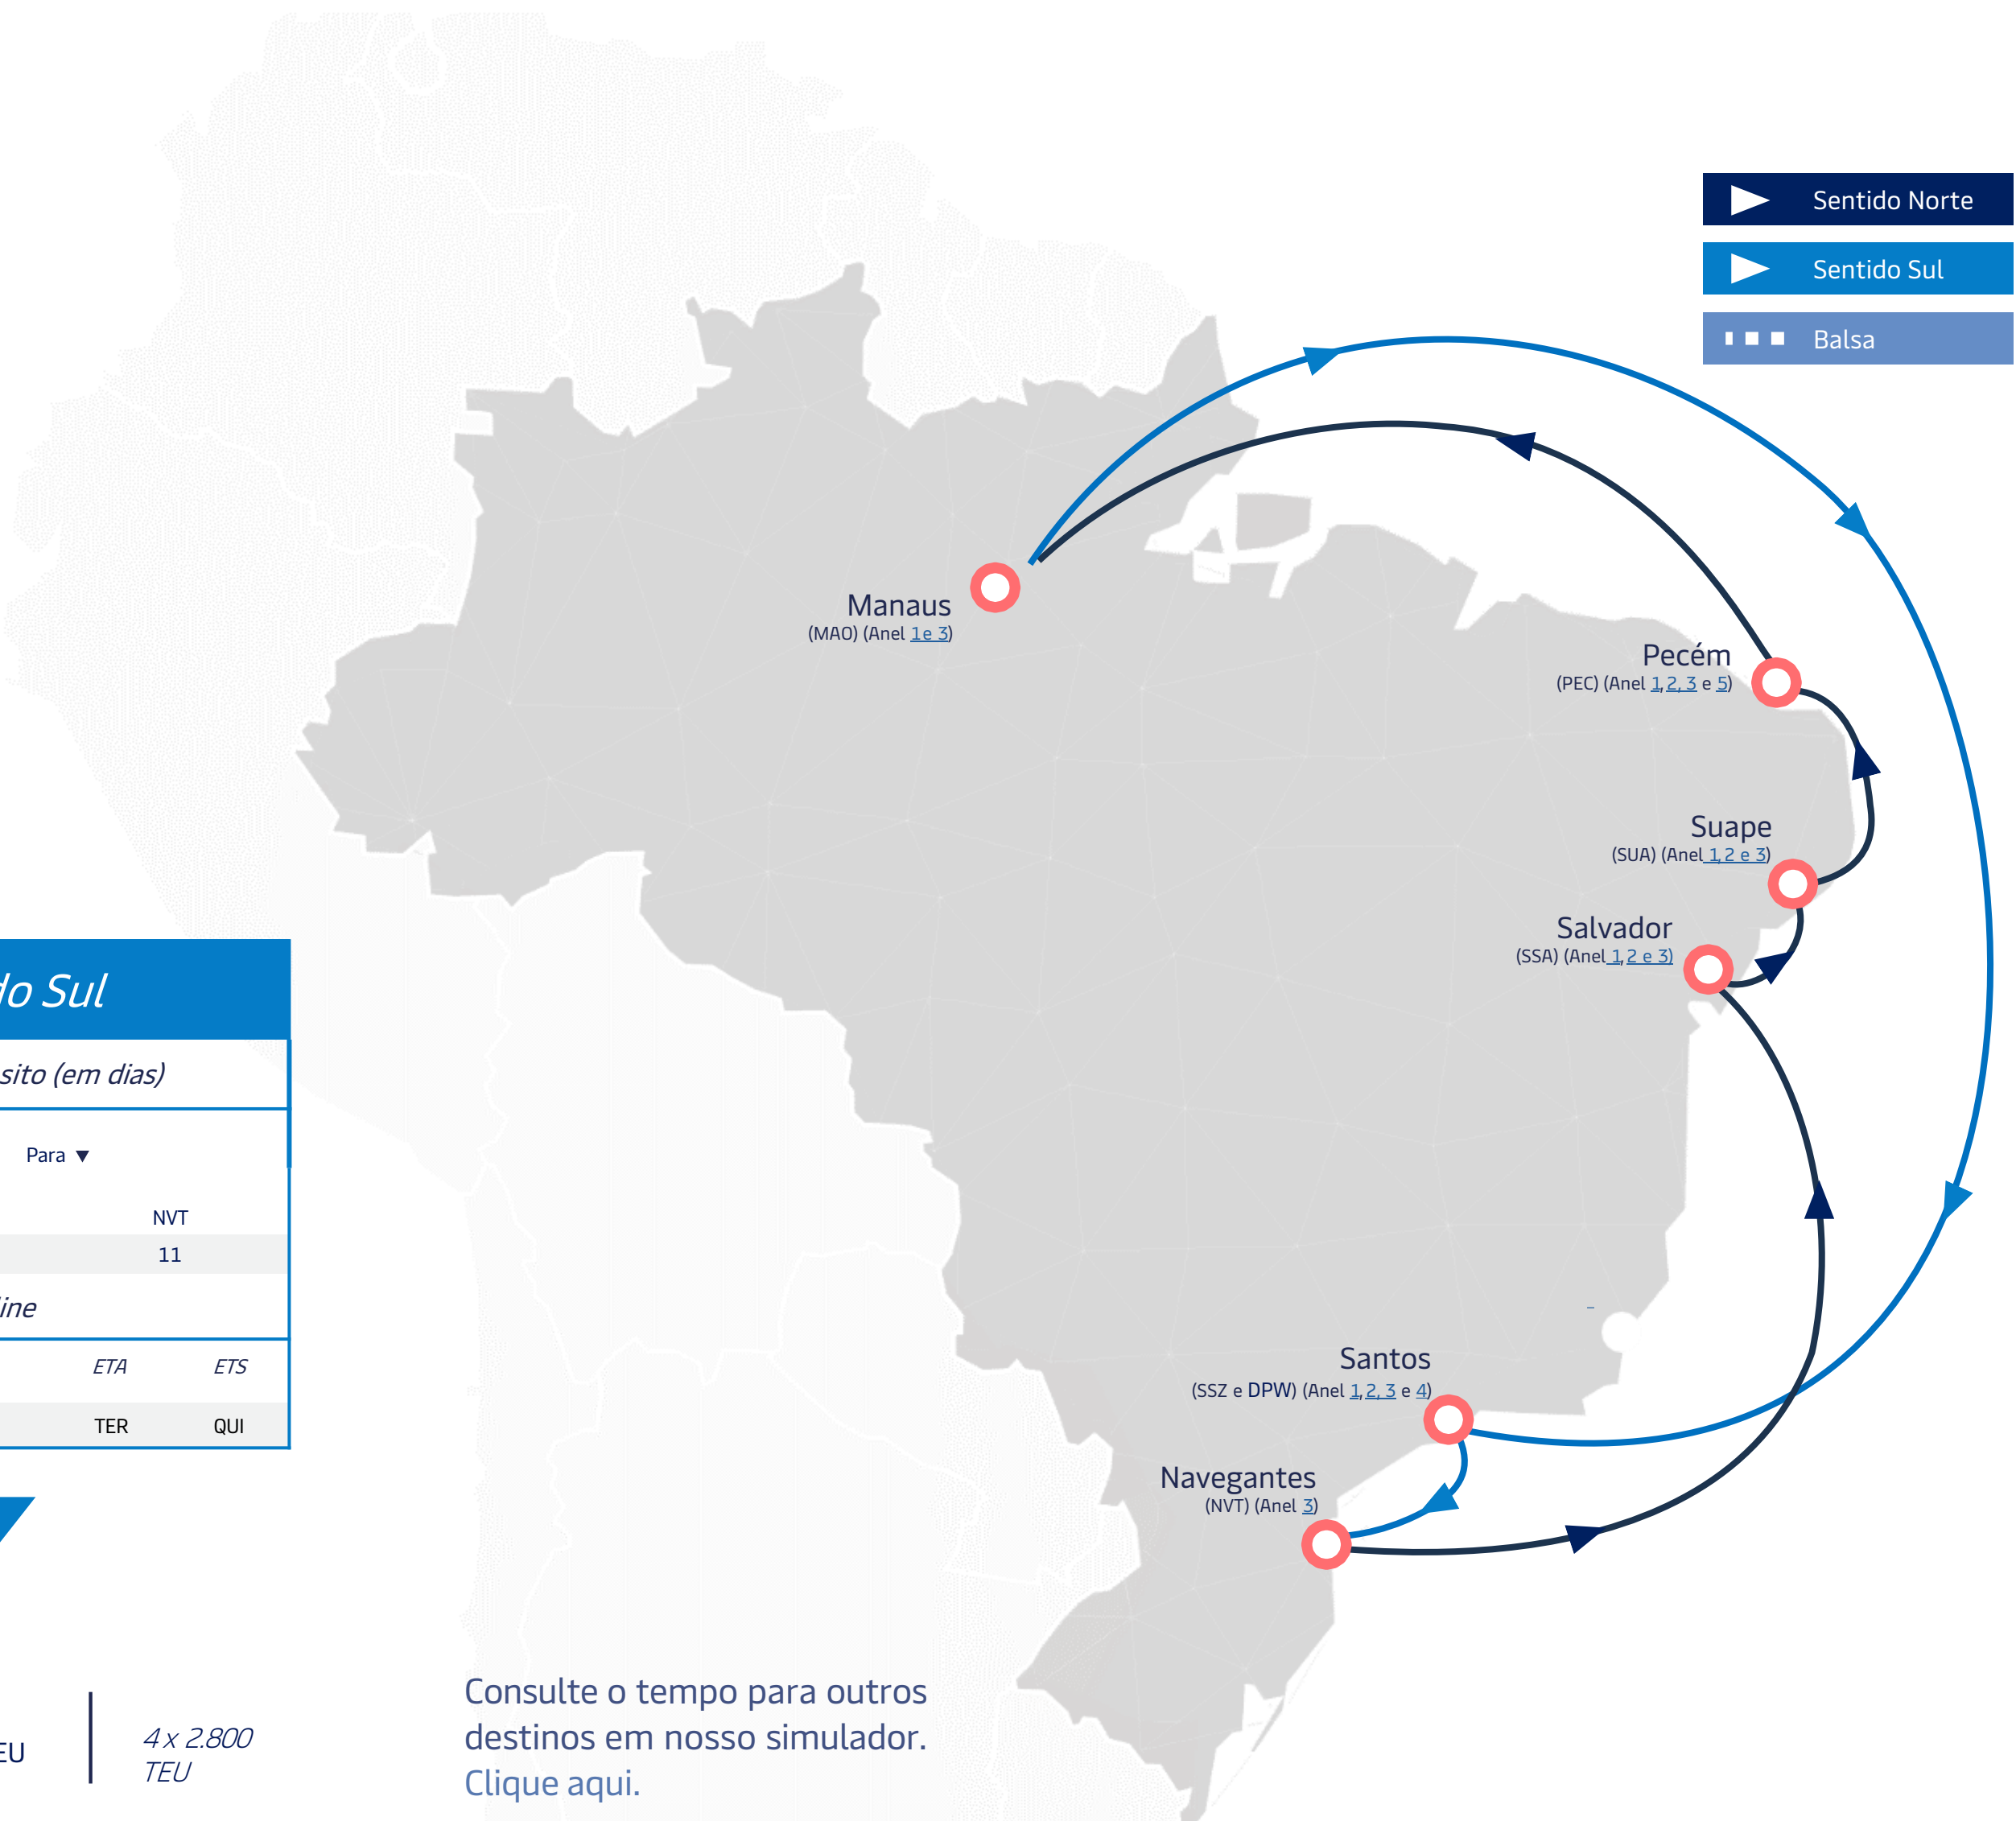 Sentido Norte
Sentido Sul
Balsa
Manaus
(MAO) (Anel 1e 3)
Pecém
(PEC) (Anel 1, 2, 3 e 5)
Suape
(SUA) (Anel 1, 2 e 3)
Salvador
(SSA) (Anel 1, 2 e 3)
do Sul
sito (em dias)
Para ▼
NVT
11
line
ETA ETS
TER QUI
Santos
(SSZ e DPW) (Anel 1, 2, 3 e 4)
Navegantes
(NVT) (Anel 3)
EU
4 x 2.800
TEU
Consulte o tempo para outros
destinos em nosso simulador.
Clique aqui.